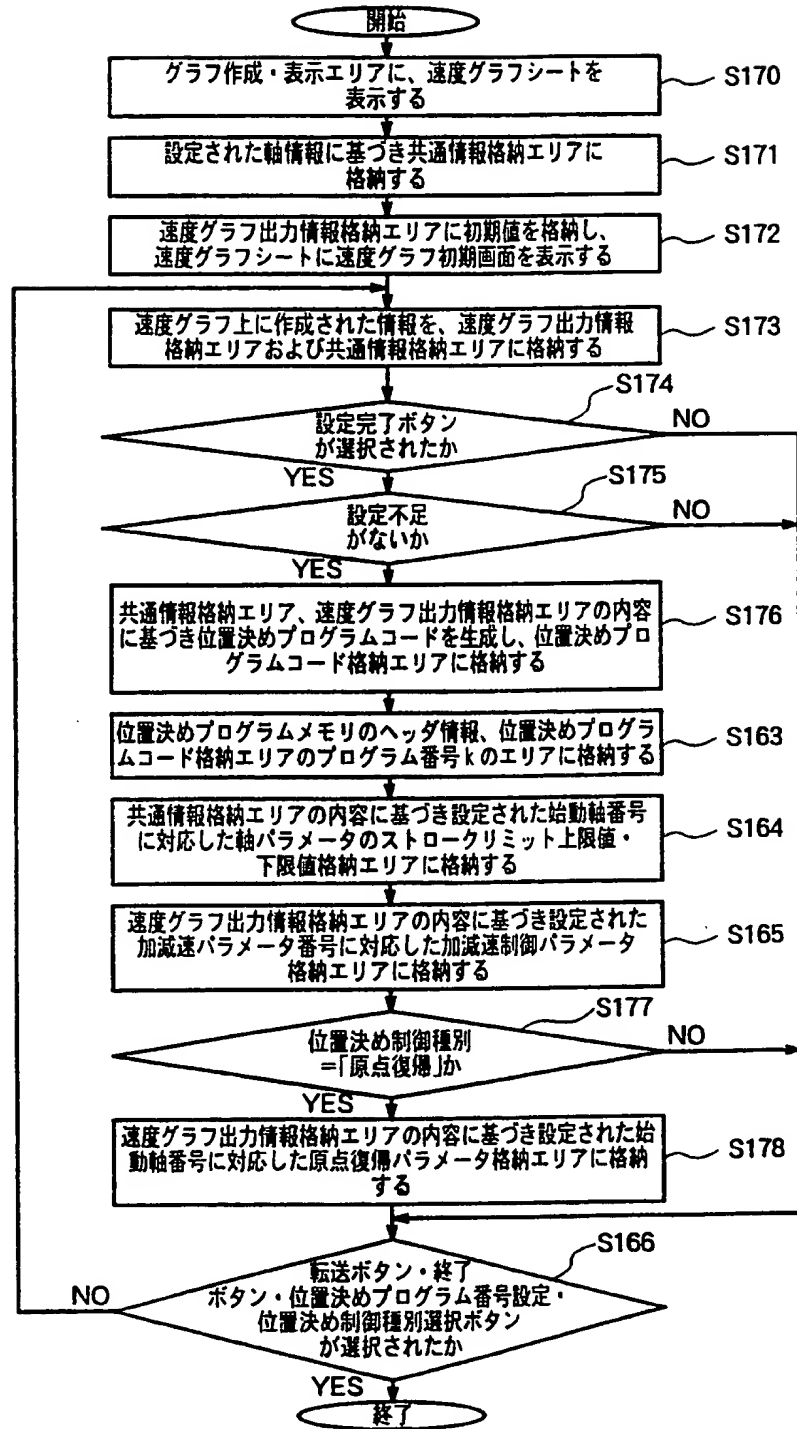 開始
グラフ作成・表示エリアに、速度グラフシートを
表示する
S170
設定された軸情報に基づき共通情報格納エリアに
格納する
S171
速度グラフ出力情報格納エリアに初期値を格納し、
速度グラフシートに速度グラフ初期画面を表示する
S172
速度グラフ上に作成された情報を、速度グラフ出力情報
格納エリアおよび共通情報格納エリアに格納する
S173
S174
設定完了ボタン
が選択されたか
NO
YES
S175
設定不足
がないか
NO
YES
共通情報格納エリア、速度グラフ出力情報格納エリアの内容
に基づき位置決めプログラムコードを生成し、位置決めプロ
グラムコード格納エリアに格納する
S176
位置決めプログラムメモリのヘッダ情報、位置決めプログラ
ムコード格納エリアのプログラム番号kのエリアに格納する
S163
共通情報格納エリアの内容に基づき設定された始動軸番号
に対応した軸パラメータのストロークリミット上限値・
下限値格納エリアに格納する
S164
速度グラフ出力情報格納エリアの内容に基づき設定された
加減速パラメータ番号に対応した加減速制御パラメータ
格納エリアに格納する
S165
S177
位置決め制御種別
=「原点復帰」か
NO
YES
速度グラフ出力情報格納エリアの内容に基づき設定された始
動軸番号に対応した原点復帰パラメータ格納エリアに格納
する
S178
S166
転送ボタン・終了
ボタン・位置決めプログラム番号設定・
位置決め制御種別選択ボタン
が選択されたか
NO
YES
終了